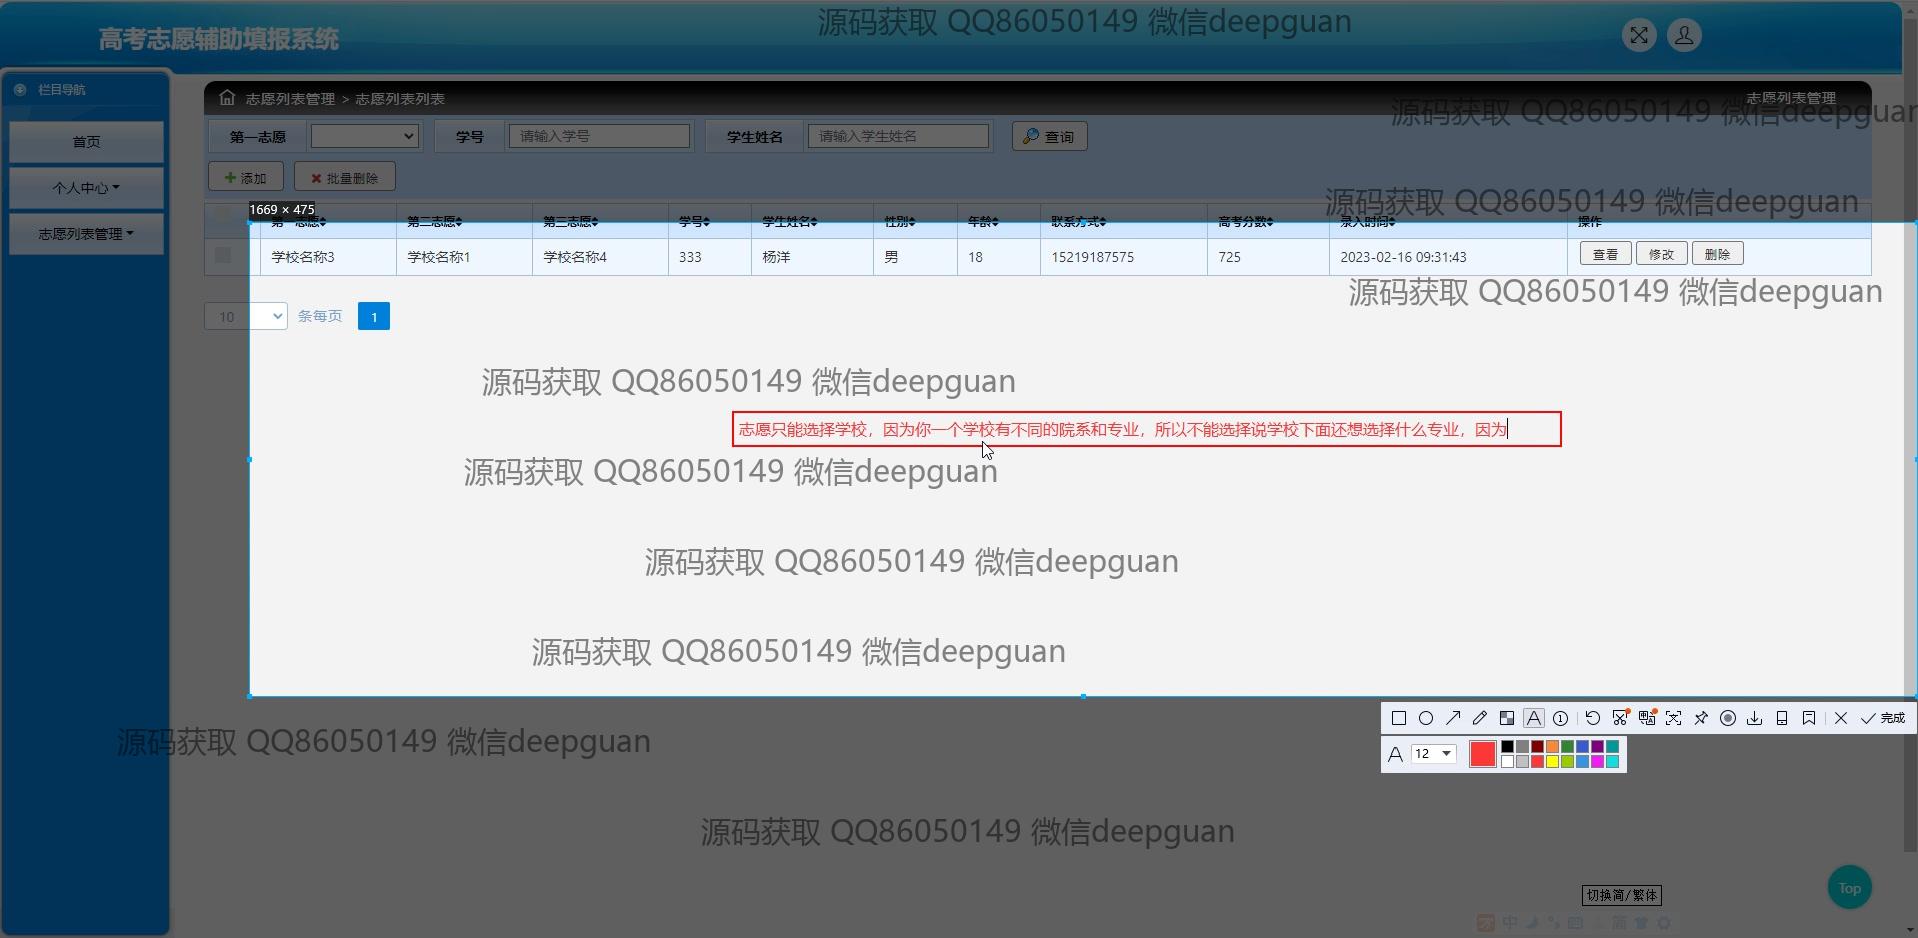 源码获取 QQ86050149 微信deepguan
高考志愿辅助填报系统
栏目导航
首页
个人中心
志愿列表管理
志愿列表管理 > 志愿列表列表
志愿列表管理
源码获取 QQ86050149 微信deepguan
第一志愿
学号
请输入学号
学生姓名
请输入学生姓名
查询
添加
批量删除
源码获取 QQ86050149 微信deepguan
1669 × 475
第一志愿 第二志愿 第三志愿 学号 学生姓名 性别 年龄 联系方式 高考分数 录入时间 操作
学校名称3 学校名称1 学校名称4 333 杨洋 男 18 15219187575 725 2023-02-16 09:31:43 查看 修改 删除
源码获取 QQ86050149 微信deepguan
10 条每页 1
源码获取 QQ86050149 微信deepguan
志愿只能选择学校，因为你一个学校有不同的院系和专业，所以不能选择说学校下面还想选择什么专业，因为
源码获取 QQ86050149 微信deepguan
源码获取 QQ86050149 微信deepguan
源码获取 QQ86050149 微信deepguan
完成
A 12
源码获取 QQ86050149 微信deepguan
源码获取 QQ86050149 微信deepguan
Top
切换简/繁体
中
简